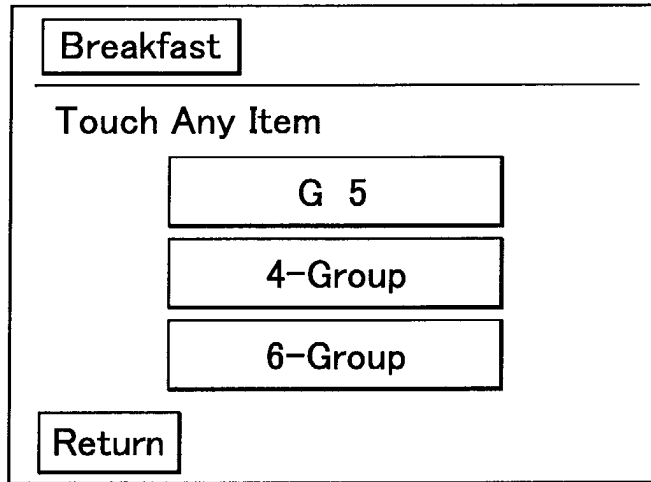 Breakfast
Touch Any Item
G 5
4-Group
6-Group
Return